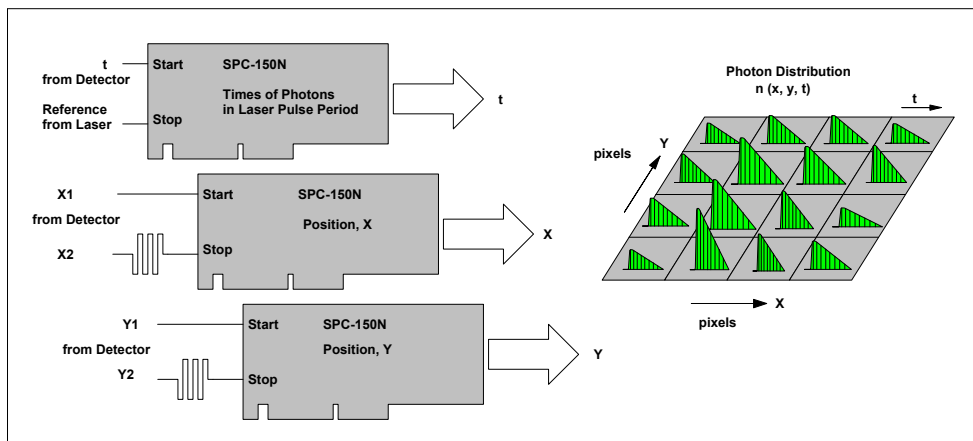 t
from Detector
Start
SPC-150N
Times of Photons
in Laser Pulse Period
Reference
from Laser
Stop
t
X1
from Detector
X2
Start
SPC-150N
Position, X
Stop
X
Y1
from Detector
Y2
Start
SPC-150N
Position, Y
Stop
Y
Photon Distribution
n (x, y, t)
t
Y
pixels
X
pixels